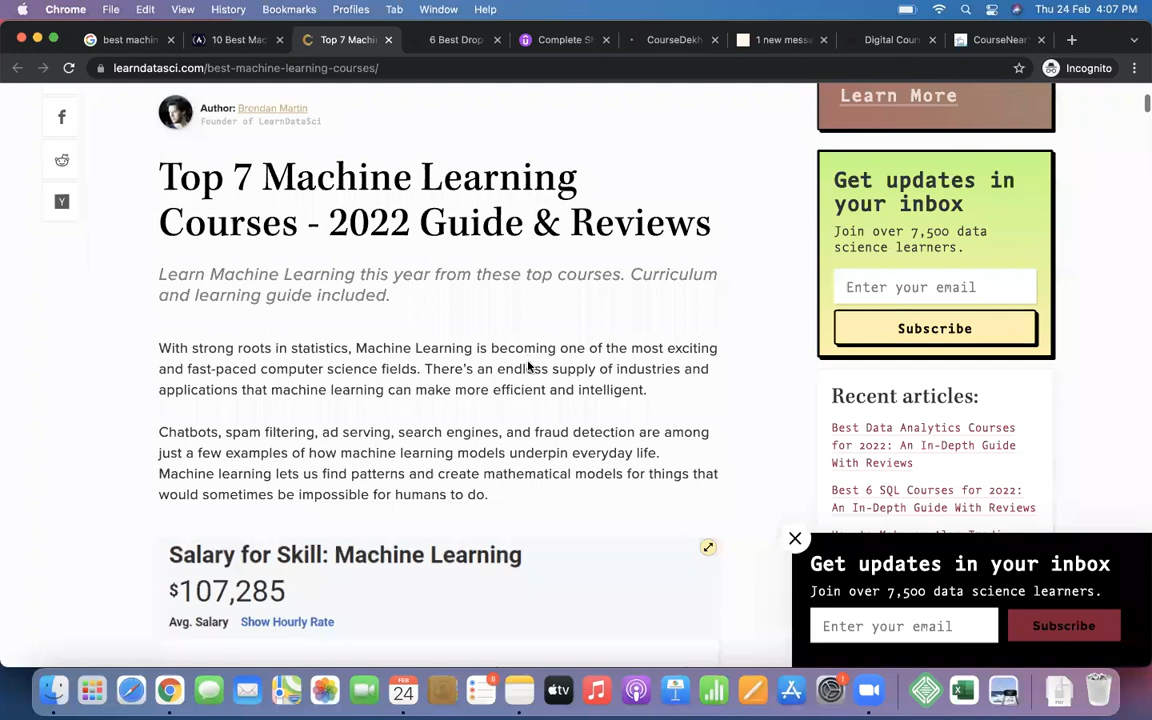 Chrome File Edit View History Bookmarks Profiles Tab Window Help Thu 24 Feb 4:07 PM
best machin 10 Best Mac Top 7 Machi 6 Best Drop Complete S CourseDekh 1 new mess Digital Cour CourseNear
learndatasci.com/best-machine-learning-courses/ Incognito
Author: Brendan Martin
Founder of LearnDataSci
Top 7 Machine Learning
Courses - 2022 Guide & Reviews
Learn Machine Learning this year from these top courses. Curriculum
and learning guide included.
With strong roots in statistics, Machine Learning is becoming one of the most exciting
and fast-paced computer science fields. There's an endless supply of industries and
applications that machine learning can make more efficient and intelligent.
Chatbots, spam filtering, ad serving, search engines, and fraud detection are among
just a few examples of how machine learning models underpin everyday life.
Machine learning lets us find patterns and create mathematical models for things that
would sometimes be impossible for humans to do.
Salary for Skill: Machine Learning
$107,285
Avg. Salary Show Hourly Rate
Learn More
Get updates in
your inbox
Join over 7,500 data
science learners.
Enter your email
Subscribe
Recent articles:
Best Data Analytics Courses
for 2022: An In-Depth Guide
With Reviews
Best 6 SQL Courses for 2022:
An In-Depth Guide With Reviews
Get updates in your inbox
Join over 7,500 data science learners.
Enter your email
Subscribe
FEB
24
8
tv
1